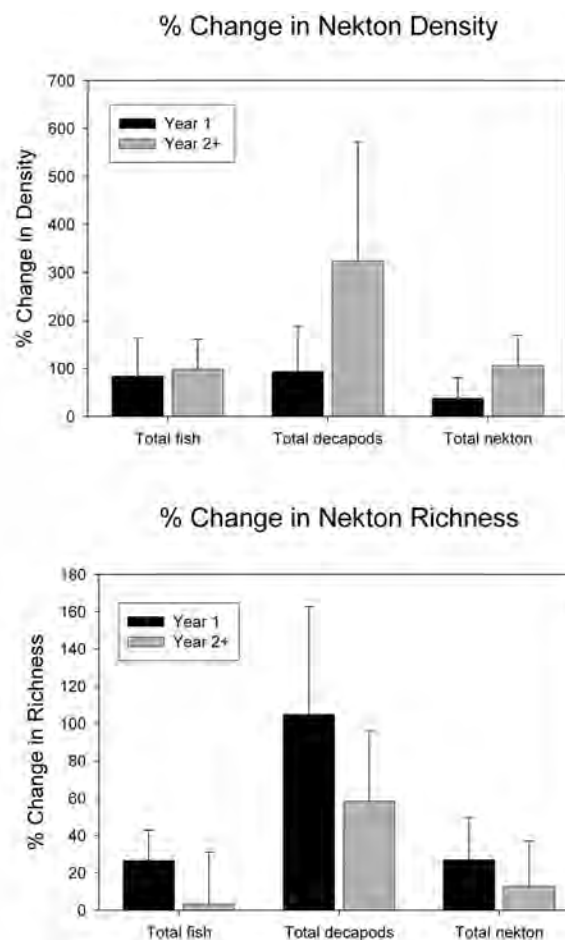 % Change in Nekton Density
700
600
500
400
300
200
100
0
% Change in Density
Year 1
Year 2+
Total fish Total decapods Total nekton
% Change in Nekton Richness
180
160
140
120
100
80
60
40
20
0
% Change in Richness
Year 1
Year 2+
Total fish Total decapods Total nekton